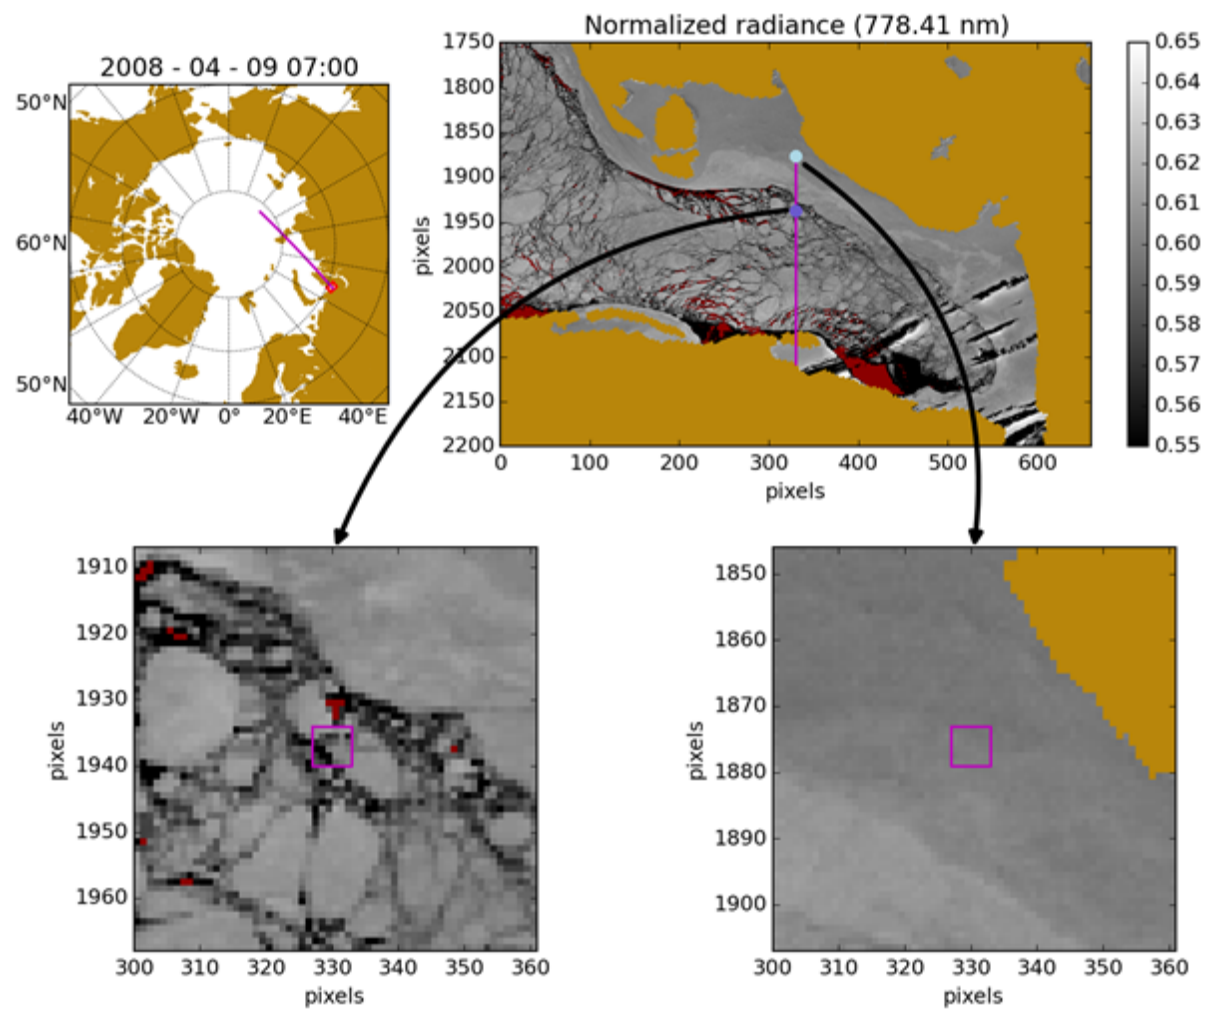 Normalized radiance (778.41 nm)
2008 - 04 - 09 07:00
50°N
60°N
50°N
40°W 20°W 0° 20°E 40°E
pixels
1750
1800
1850
1900
1950
2000
2050
2100
2150
2200
0 100 200 300 400 500 600
pixels
0.65
0.64
0.63
0.62
0.61
0.60
0.59
0.58
0.57
0.56
0.55
pixels
1910
1920
1930
1940
1950
1960
300 310 320 330 340 350 360
pixels
pixels
1850
1860
1870
1880
1890
1900
300 310 320 330 340 350 360
pixels